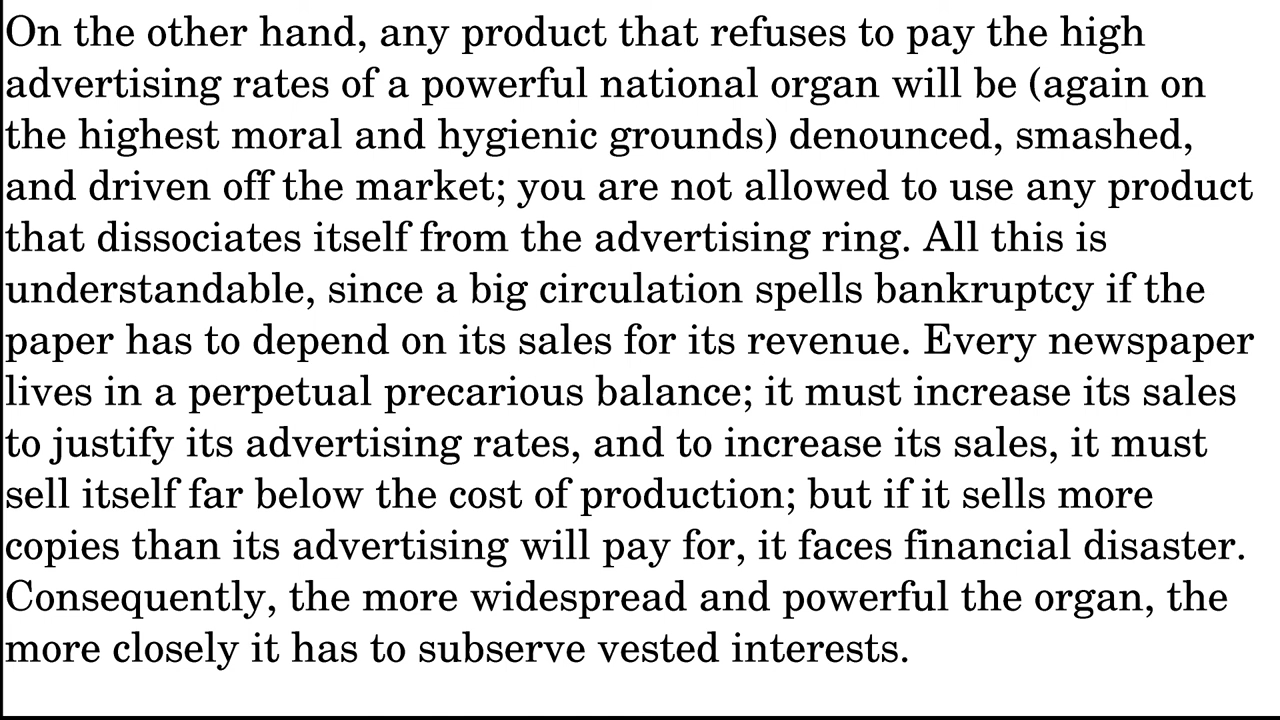 On the other hand, any product that refuses to pay the high
advertising rates of a powerful national organ will be (again on
the highest moral and hygienic grounds) denounced, smashed,
and driven off the market; you are not allowed to use any product
that dissociates itself from the advertising ring. All this is
understandable, since a big circulation spells bankruptcy if the
paper has to depend on its sales for its revenue. Every newspaper
lives in a perpetual precarious balance; it must increase its sales
to justify its advertising rates, and to increase its sales, it must
sell itself far below the cost of production; but if it sells more
copies than its advertising will pay for, it faces financial disaster.
Consequently, the more widespread and powerful the organ, the
more closely it has to subserve vested interests.